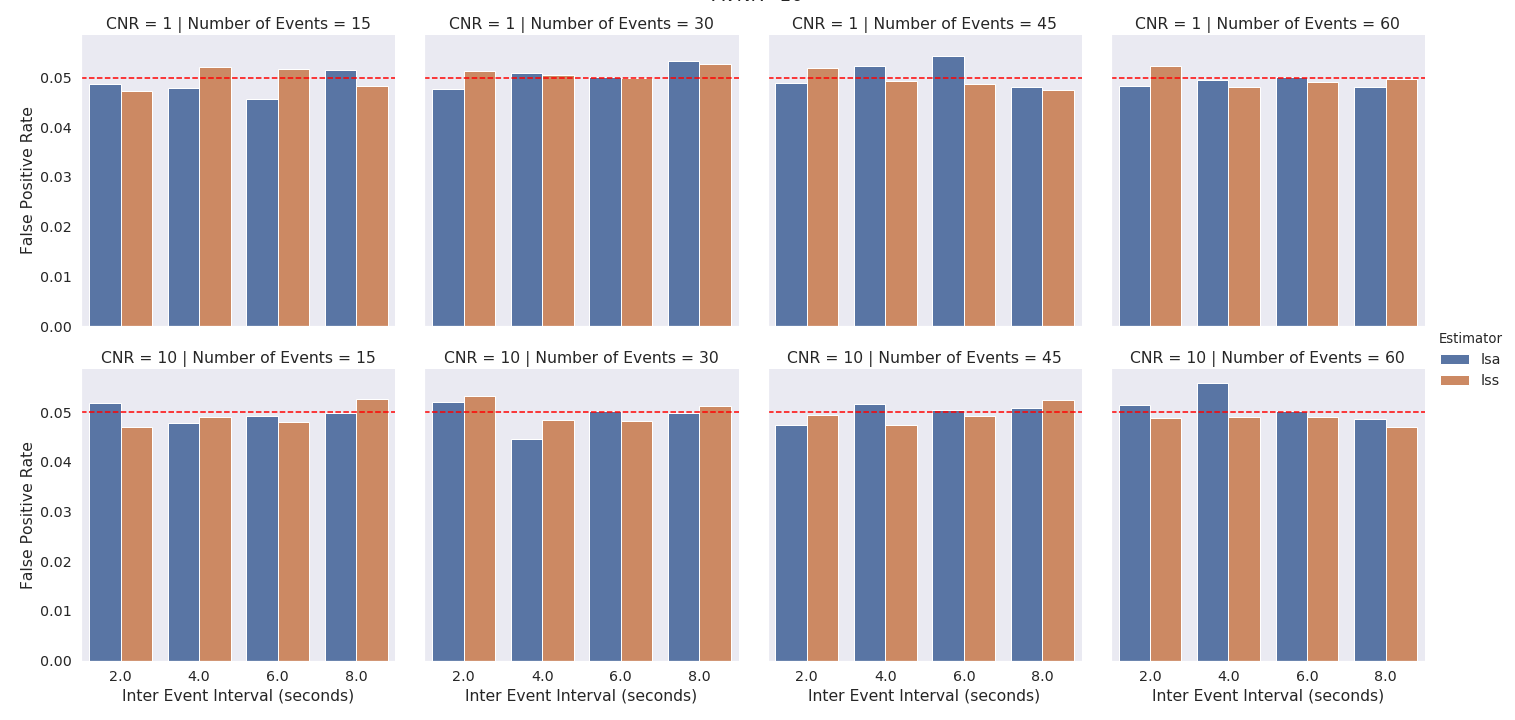 CNR = 1 | Number of Events = 15
CNR = 1 | Number of Events = 30
CNR = 1 | Number of Events = 45
CNR = 1 | Number of Events = 60
False Positive Rate
0.05
0.04
0.03
0.02
0.01
0.00
Estimator
lsa
lss
CNR = 10 | Number of Events = 15
CNR = 10 | Number of Events = 30
CNR = 10 | Number of Events = 45
CNR = 10 | Number of Events = 60
False Positive Rate
0.05
0.04
0.03
0.02
0.01
0.00
2.0 4.0 6.0 8.0
2.0 4.0 6.0 8.0
2.0 4.0 6.0 8.0
2.0 4.0 6.0 8.0
Inter Event Interval (seconds)
Inter Event Interval (seconds)
Inter Event Interval (seconds)
Inter Event Interval (seconds)